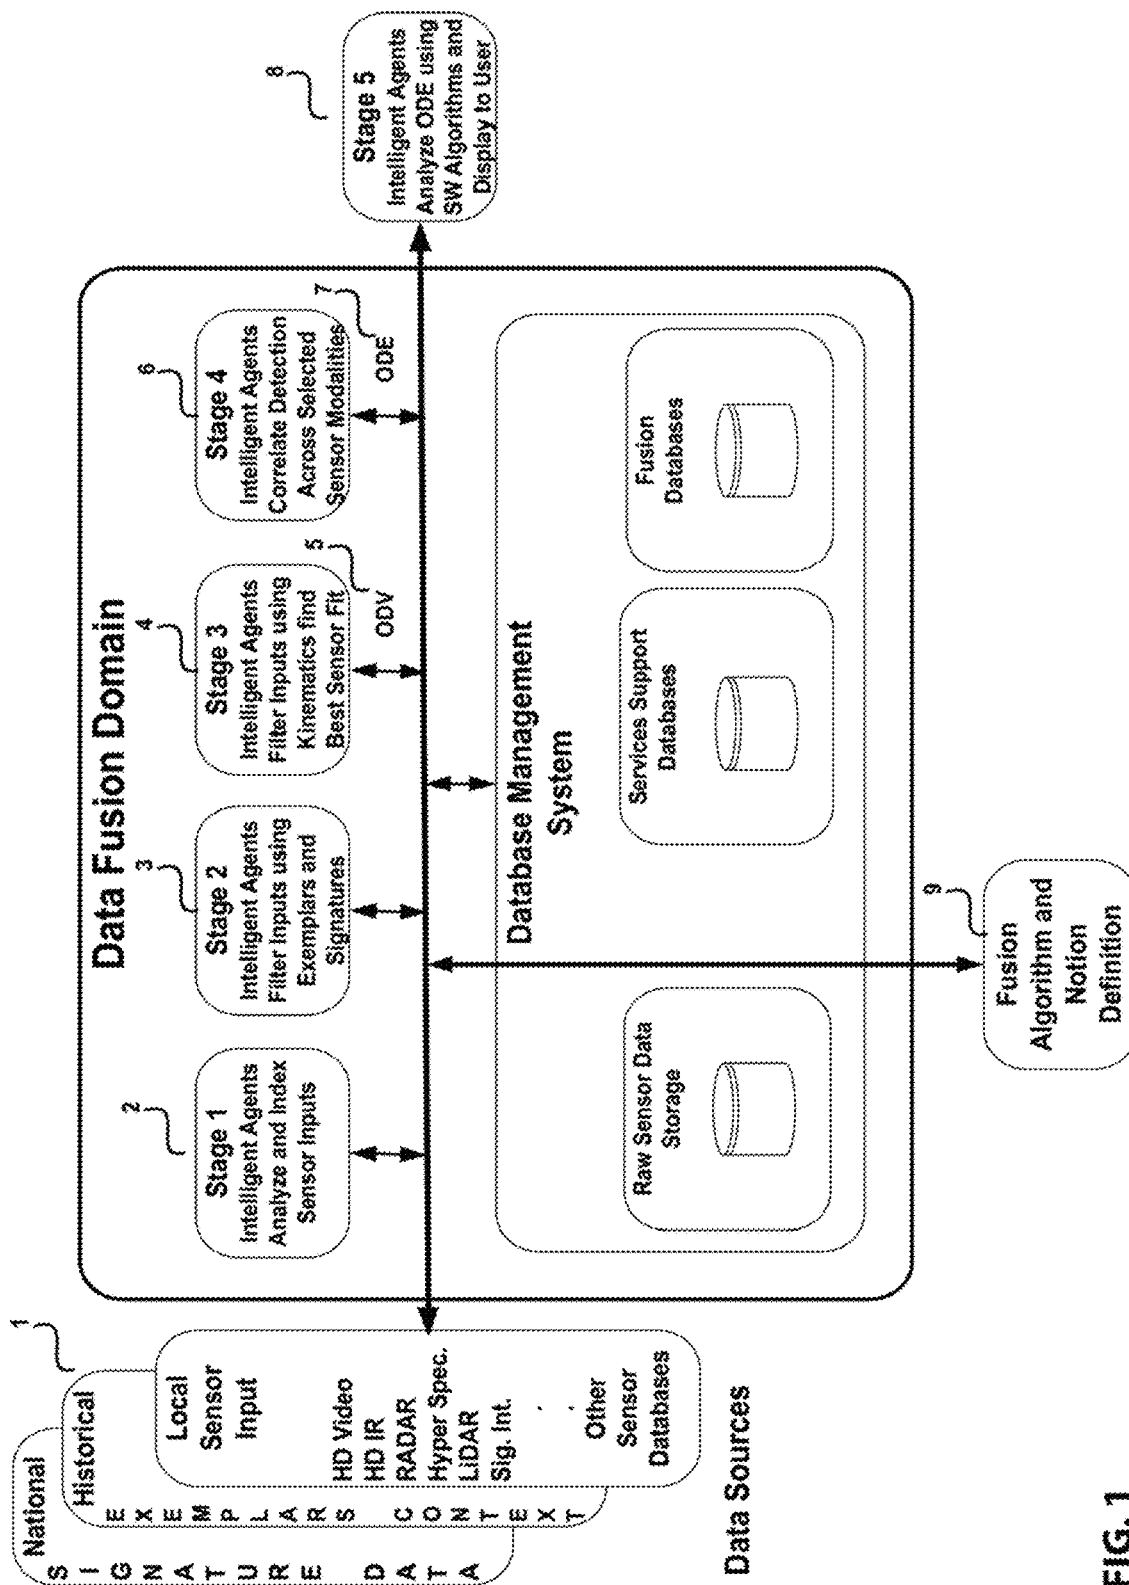 Data Fusion Domain
National
SIGNATURE DATA
Historical
EXEMPLARS CONTEXT
1
Local
Sensor
Input
HD Video
HD IR
RADAR
Hyper Spec.
LiDAR
Sig. Int.
.
.
Other
Sensor
Databases
Data Sources
2
Stage 1
Intelligent Agents
Analyze and Index
Sensor Inputs
3
Stage 2
Intelligent Agents
Filter Inputs using
Exemplars and
Signatures
4
Stage 3
Intelligent Agents
Filter Inputs using
Kinematics find
Best Sensor Fit
5
ODV
6
Stage 4
Intelligent Agents
Correlate Detection
Across Selected
Sensor Modalities
7
ODE
8
Stage 5
Intelligent Agents
Analyze ODE using
SW Algorithms and
Display to User
Database Management
System
Raw Sensor Data
Storage
Services Support
Databases
Fusion
Databases
9
Fusion
Algorithm and
Notion
Definition
FIG. 1